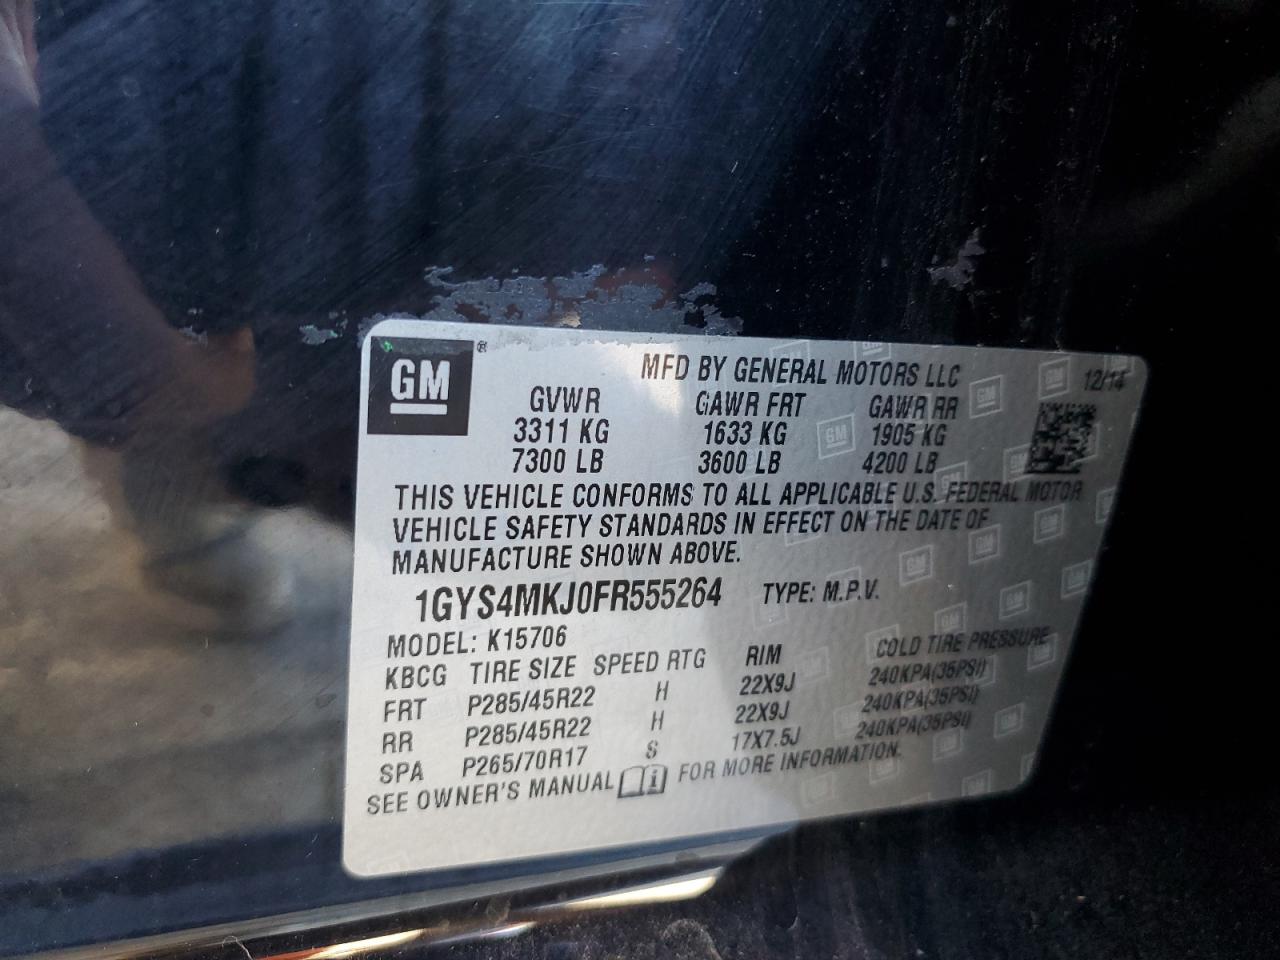 GM ® MFD BY GENERAL MOTORS LLC 12/14
GVWR GAWR FRT GAWR RR
3311 KG 1633 KG 1905 KG
7300 LB 3600 LB 4200 LB
THIS VEHICLE CONFORMS TO ALL APPLICABLE U.S. FEDERAL MOTOR
VEHICLE SAFETY STANDARDS IN EFFECT ON THE DATE OF
MANUFACTURE SHOWN ABOVE.
1GYS4MKJ0FR555264 TYPE: M.P.V.
MODEL: K15706
KBCG TIRE SIZE SPEED RTG RIM COLD TIRE PRESSURE
FRT P285/45R22 H 22X9J 240KPA(35PSI)
RR P285/45R22 H 22X9J 240KPA(35PSI)
SPA P265/70R17 S 17X7.5J 240KPA(35PSI)
SEE OWNER'S MANUAL FOR MORE INFORMATION.